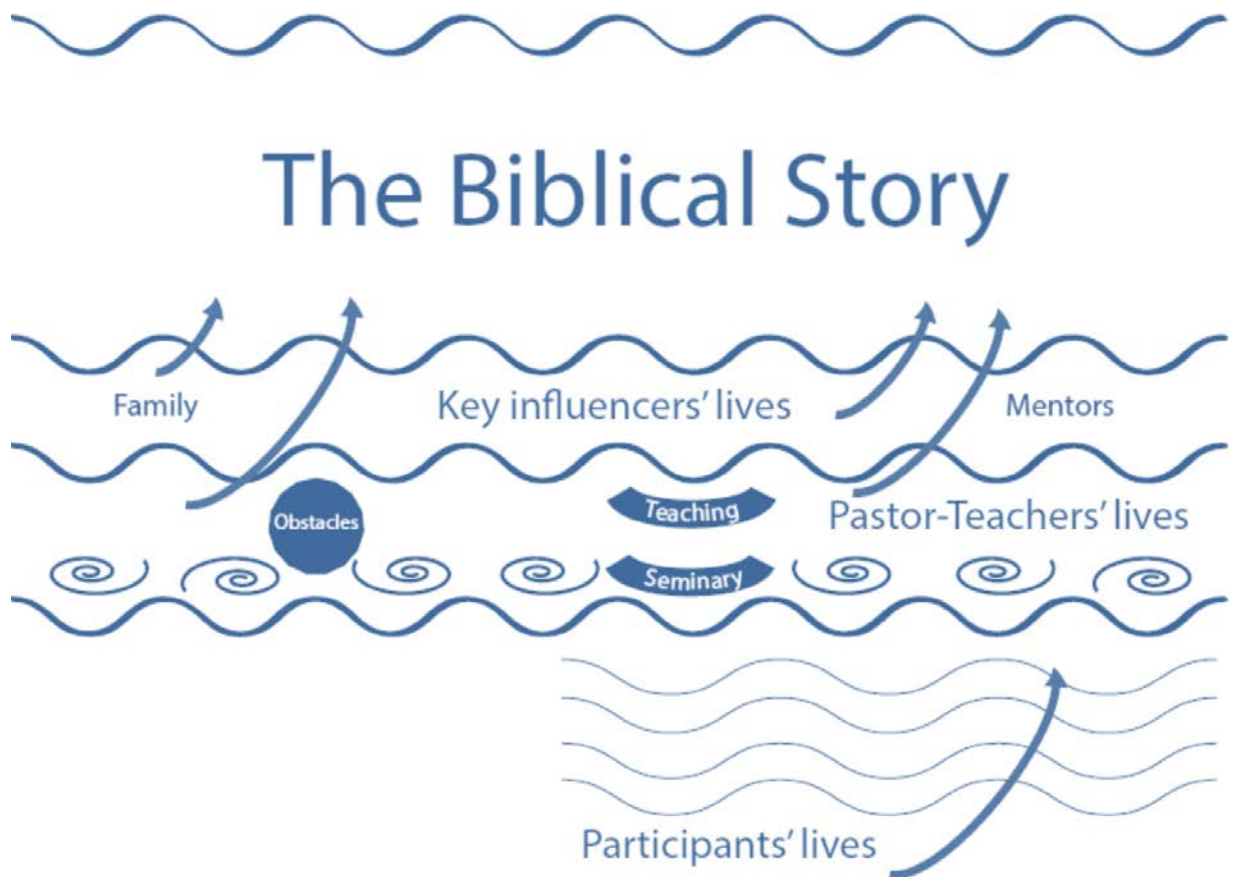 The Biblical Story
Family
Key influencers' lives
Mentors
Obstacles
Teaching
Pastor-Teachers' lives
Seminary
Participants' lives